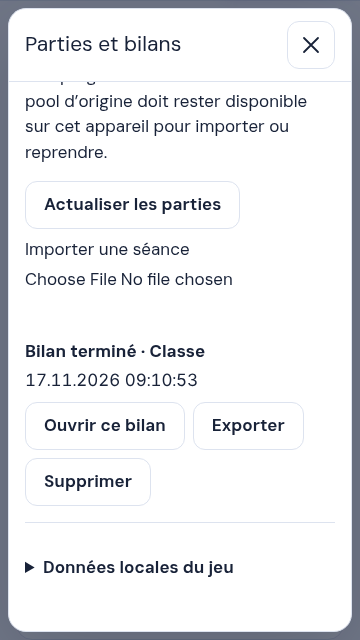 Parties et bilans
pool d’origine doit rester disponible
sur cet appareil pour importer ou
reprendre.
Actualiser les parties
Importer une séance
Choose File No file chosen
Bilan terminé · Classe
17.11.2026 09:10:53
Ouvrir ce bilan
Exporter
Supprimer
Données locales du jeu